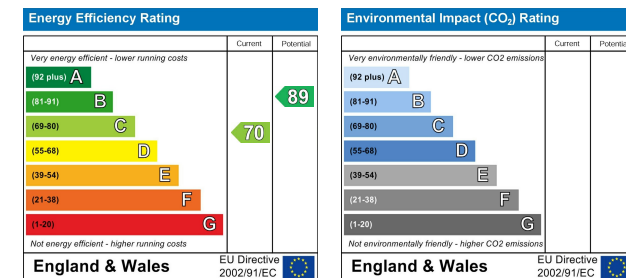 Energy Efficiency Rating
Current Potential
Very energy efficient - lower running costs
(92 plus) A
(81-91) B
89
(69-80) C
70
(55-68) D
(39-54) E
(21-38) F
(1-20) G
Not energy efficient - higher running costs
England & Wales
EU Directive
2002/91/EC
Environmental Impact (CO₂) Rating
Current Potential
Very environmentally friendly - lower CO2 emissions
(92 plus) A
(81-91) B
(69-80) C
(55-68) D
(39-54) E
(21-38) F
(1-20) G
Not environmentally friendly - higher CO2 emissions
England & Wales
EU Directive
2002/91/EC